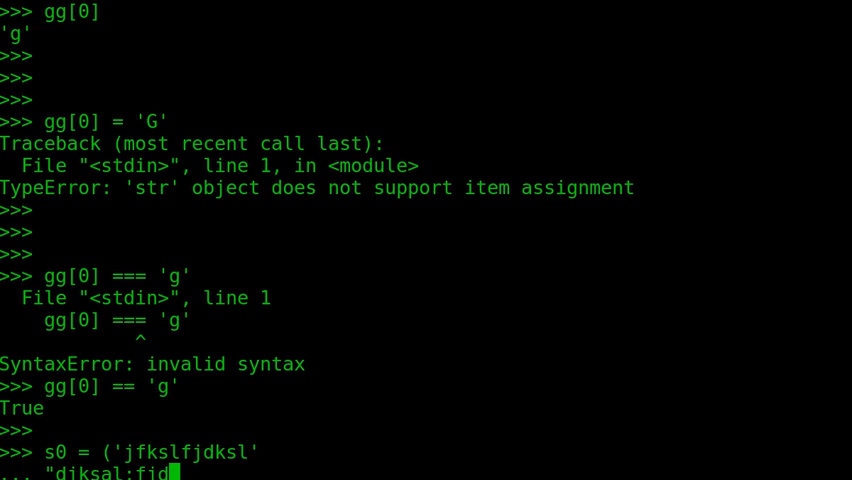 >>> gg[0]
'g'
>>>
>>>
>>>
>>> gg[0] = 'G'
Traceback (most recent call last):
  File "<stdin>", line 1, in <module>
TypeError: 'str' object does not support item assignment
>>>
>>>
>>>
>>> gg[0] === 'g'
  File "<stdin>", line 1
    gg[0] === 'g'
            ^
SyntaxError: invalid syntax
>>> gg[0] == 'g'
True
>>>
>>> s0 = ('jfkslfjdksl'
... "djksal;fjd